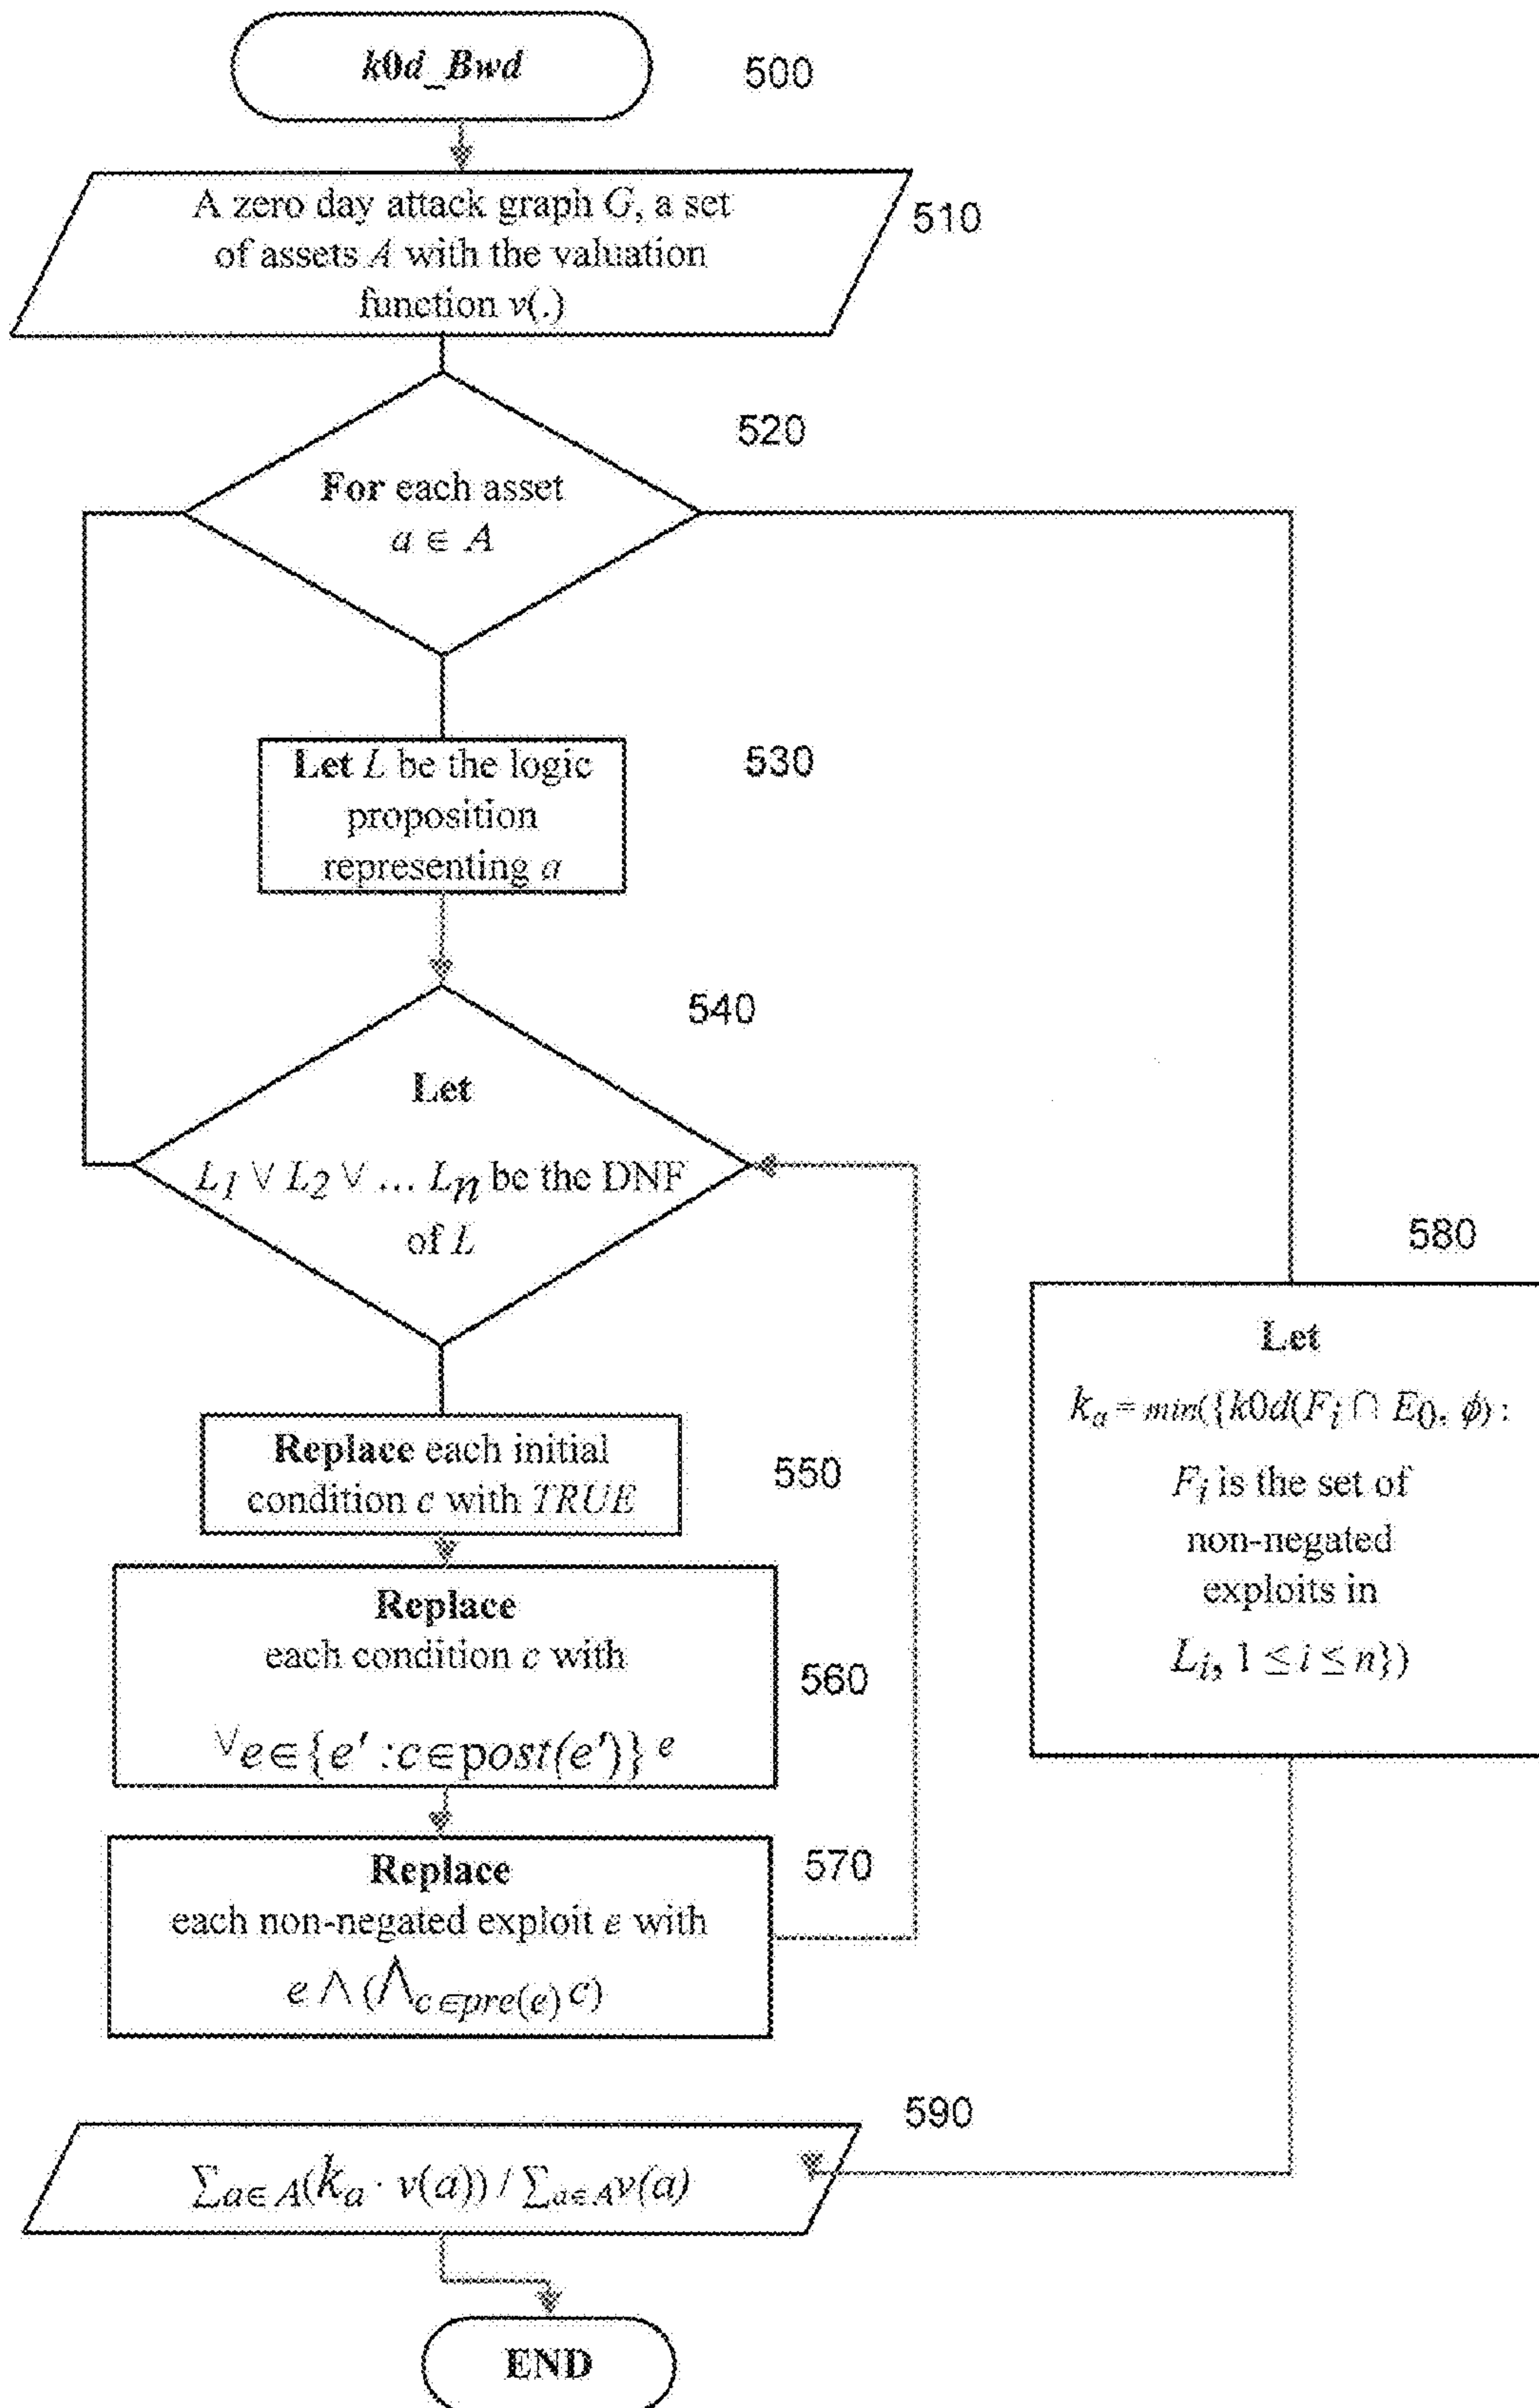 k0d_Bwd
500
A zero day attack graph G, a set
of assets A with the valuation
function v(.)
510
520
For each asset
a ∈ A
530
Let L be the logic
proposition
representing a
540
Let
L1 ∨ L2 ∨ ... Ln be the DNF
of L
550
Replace each initial
condition c with TRUE
560
Replace
each condition c with
∨e∈{e' :c∈post(e')} e
570
Replace
each non-negated exploit e with
e ∧ (∧c∈pre(e) c)
580
Let
ka = min({k0d(Fi ∩ E0, ϕ) :
Fi is the set of
non-negated
exploits in
Li, 1 ≤ i ≤ n})
590
∑a∈A(ka · v(a)) / ∑a∈Av(a)
END